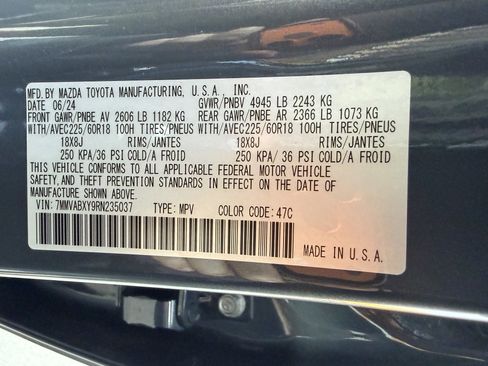 MFD. BY MAZDA TOYOTA MANUFACTURING, U.S.A., INC.
DATE 06/24 GVWR/PNBV 4945 LB 2243 KG
FRONT GAWR/PNBE AV 2606 LB 1182 KG REAR GAWR/PNBE AR 2366 LB 1073 KG
WITH/AVEC225/60R18 100H TIRES/PNEUS WITH/AVEC225/60R18 100H TIRES/PNEUS
18X8J RIMS/JANTES 18X8J RIMS/JANTES
250 KPA/36 PSI COLD/A FROID 250 KPA/ 36 PSI COLD/A FROID
THIS VEHICLE CONFORMS TO ALL APPLICABLE FEDERAL MOTOR VEHICLE
SAFETY, AND THEFT PREVENTION STANDARDS IN EFFECT ON THE DATE OF
MANUFACTURE SHOWN ABOVE.
VIN: 7MMVABXY9RN235037 TYPE: MPV COLOR CODE: 47C
MADE IN U.S.A.